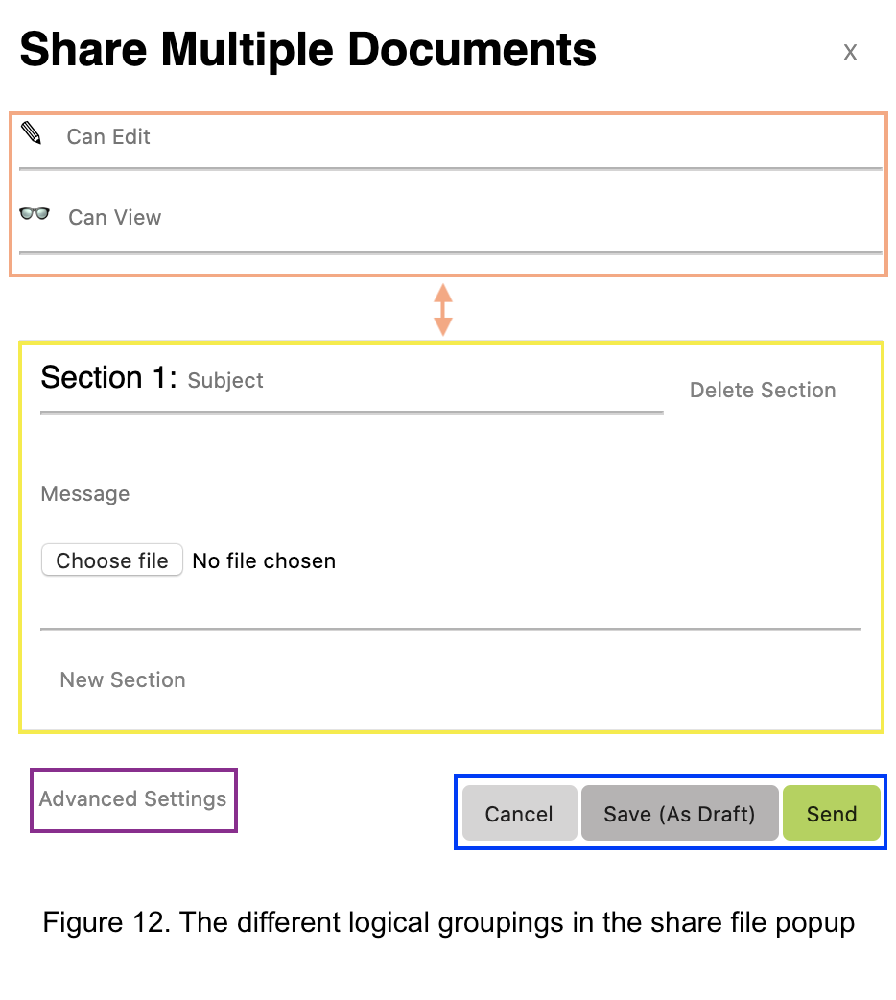 Share Multiple Documents
X
Can Edit
Can View
Section 1: Subject
Delete Section
Message
Choose file No file chosen
New Section
Advanced Settings
Cancel Save (As Draft) Send
Figure 12. The different logical groupings in the share file popup